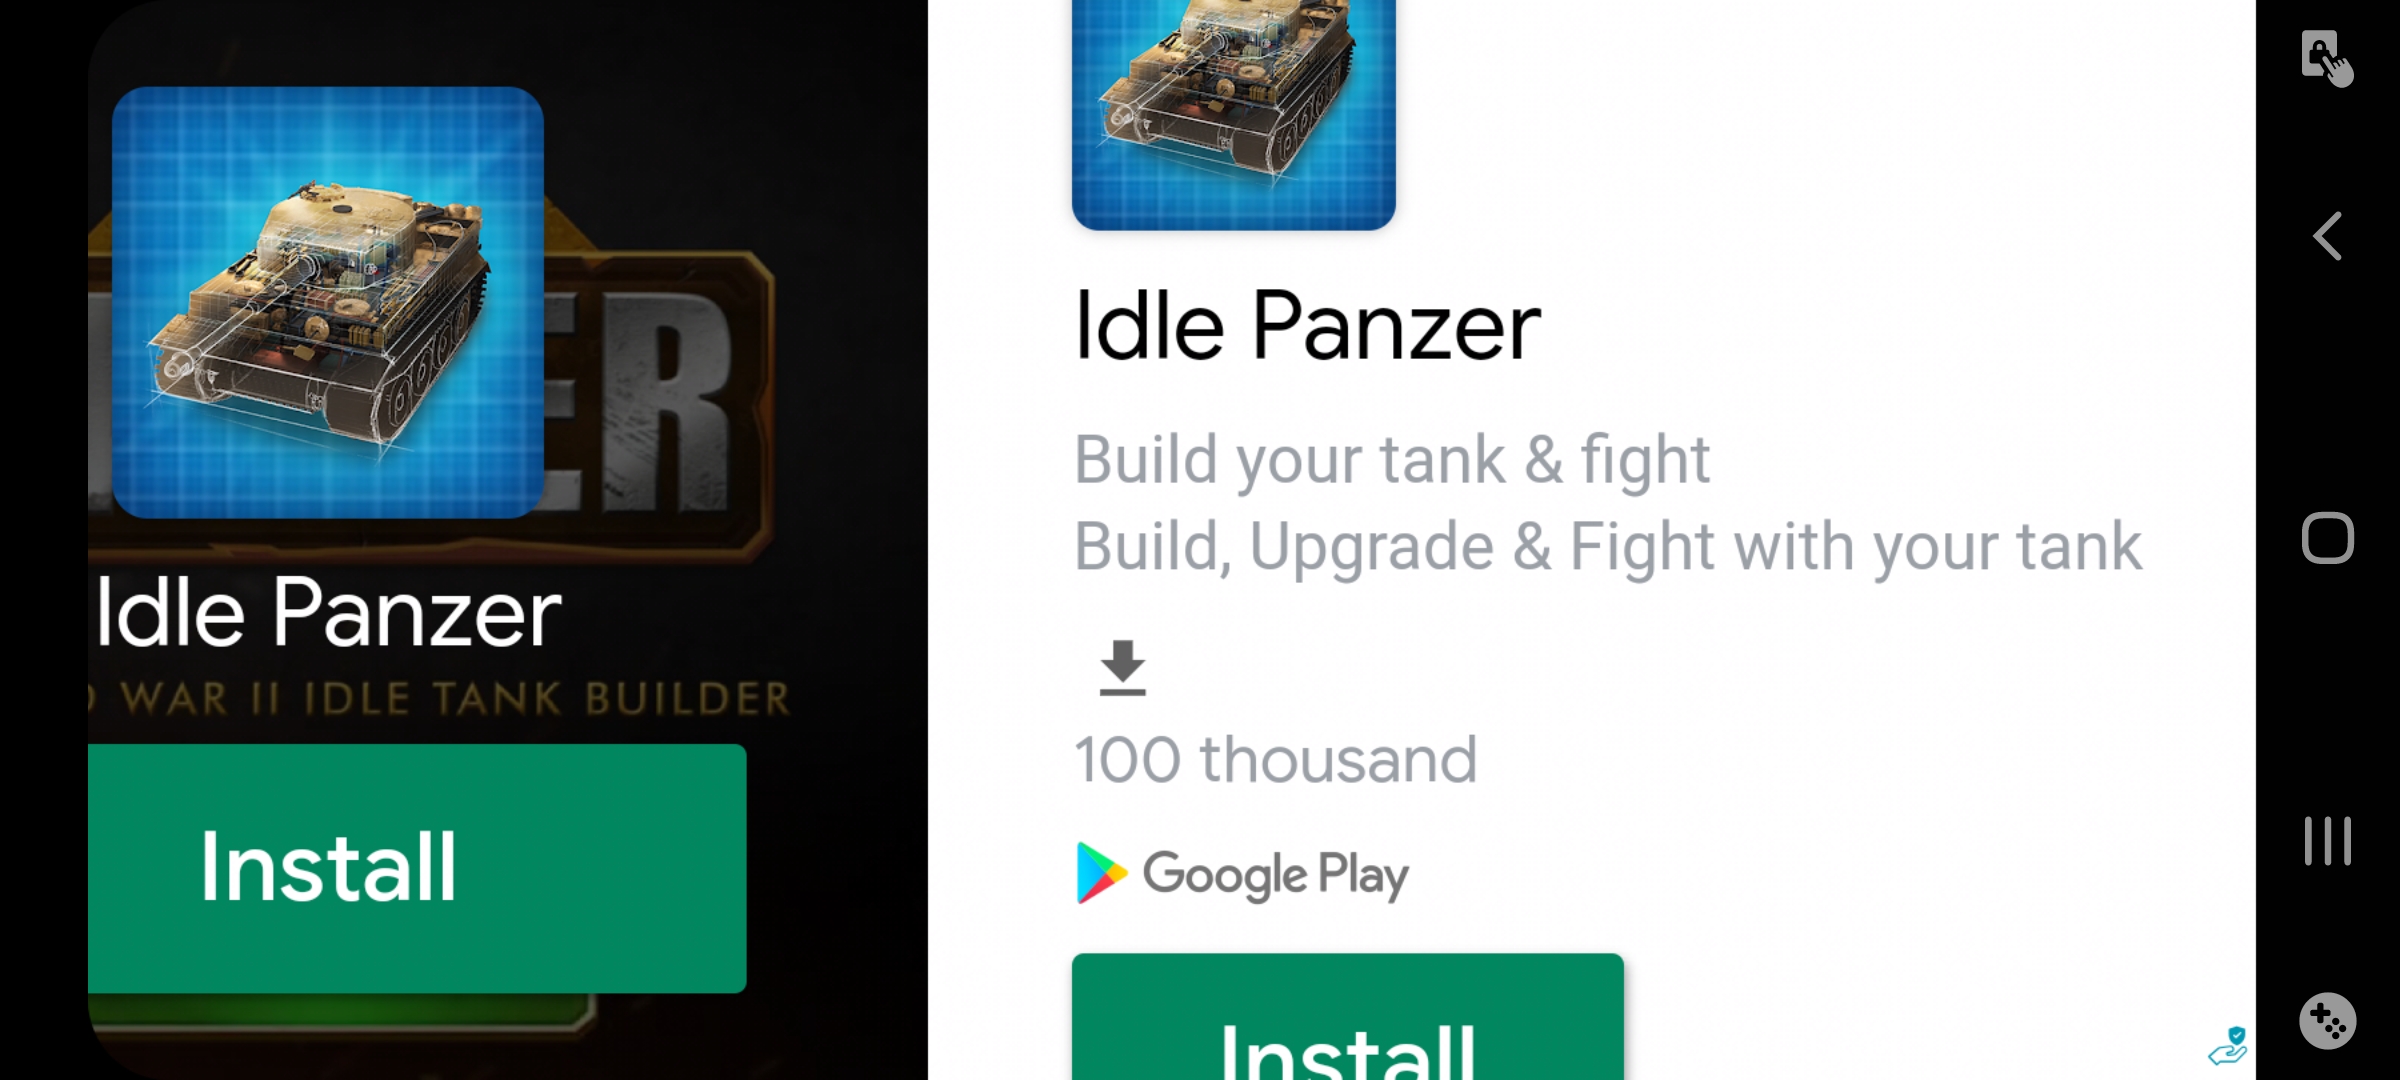 ER
Idle Panzer
WAR II IDLE TANK BUILDER
Install
Idle Panzer
Build your tank & fight
Build, Upgrade & Fight with your tank
100 thousand
Google Play
Install